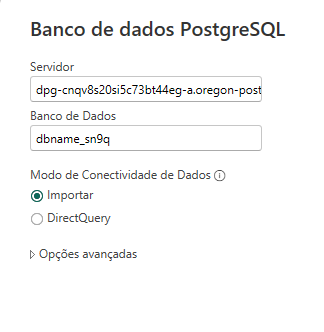 Banco de dados PostgreSQL
Servidor
dpg-cnqv8s20si5c73bt44eg-a.oregon-post
Banco de Dados
dbname_sn9q
Modo de Conectividade de Dados
Importar
DirectQuery
Opções avançadas